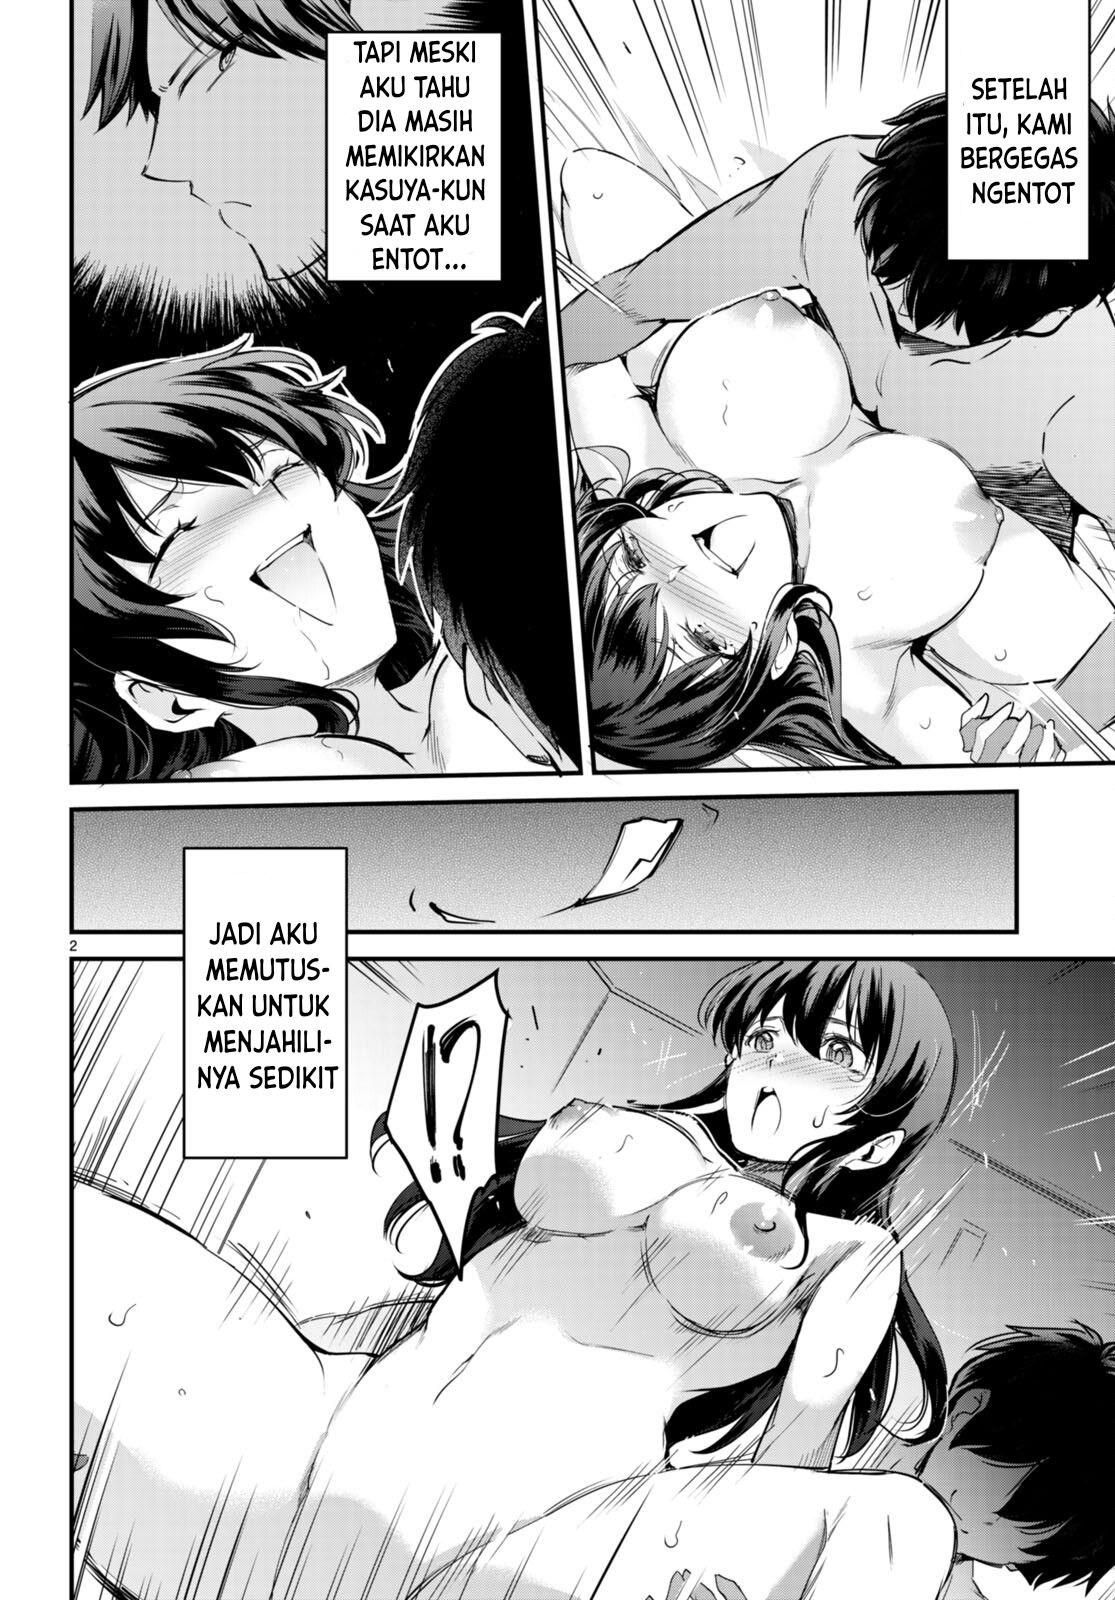 SETELAH
ITU, KAMI
BERGEGAS
NGENTOT
TAPI MESKI
AKU TAHU
DIA MASIH
MEMIKIRKAN
KASUYA-KUN
SAAT AKU
ENTOT...
2
JADI AKU
MEMUTUS-
KAN UNTUK
MENJAHILI-
NYA SEDIKIT
!?